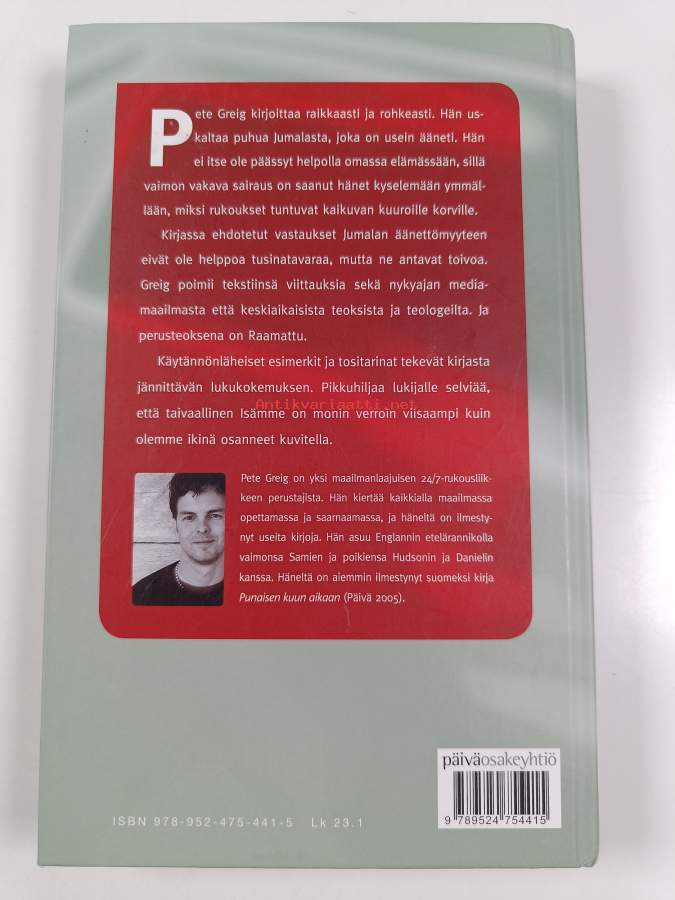 Pete Greig kirjoittaa raikkaasti ja rohkeasti. Hän us-
kaltaa puhua Jumalasta, joka on usein ääneti. Hän
ei itse ole päässyt helpolla omassa elämässään, sillä
vaimon vakava sairaus on saanut hänet kyselemään ymmäl-
lään, miksi rukoukset tuntuvat kaikuvan kuuroille korville.
Kirjassa ehdotetut vastaukset Jumalan äänettömyyteen
eivät ole helppoa tusinatavaraa, mutta ne antavat toivoa.
Greig poimii tekstiinsä viittauksia sekä nykyajan media-
maailmasta että keskiaikaisista teoksista ja teologeilta. Ja
perusteoksena on Raamattu.
Käytännönläheiset esimerkit ja tositarinat tekevät kirjasta
jännittävän lukukokemuksen. Pikkuhiljaa lukijalle selviää,
Antikvariaatti.net
että taivaallinen Isämme on monin verroin viisaampi kuin
olemme ikinä osanneet kuvitella.
Pete Greig on yksi maailmanlaajuisen 24/7-rukousliik-
keen perustajista. Hän kiertää kaikkialla maailmassa
opettamassa ja saarnaamassa, ja häneltä on ilmesty-
nyt useita kirjoja. Hän asuu Englannin etelärannikolla
vaimonsa Samien ja poikiensa Hudsonin ja Danielin
kanssa. Häneltä on aiemmin ilmestynyt suomeksi kirja
Punaisen kuun aikaan (Päivä 2005).
päiväosakeyhtiö
9 789524 754415
ISBN 978-952-475-441-5 Lk 23.1